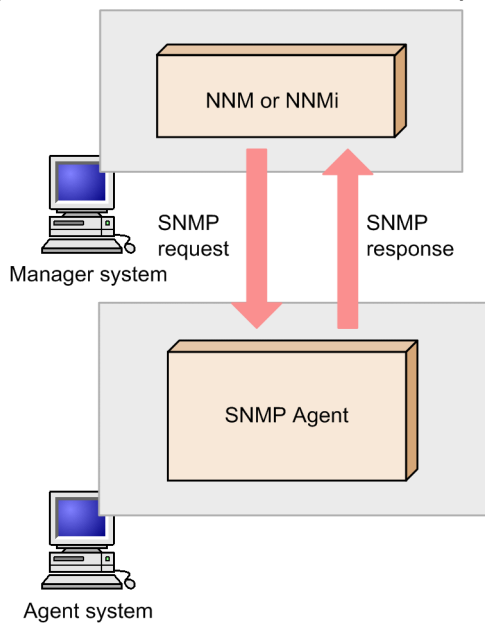 NNM or NNMi
SNMP
request
SNMP
response
Manager system
SNMP Agent
Agent system